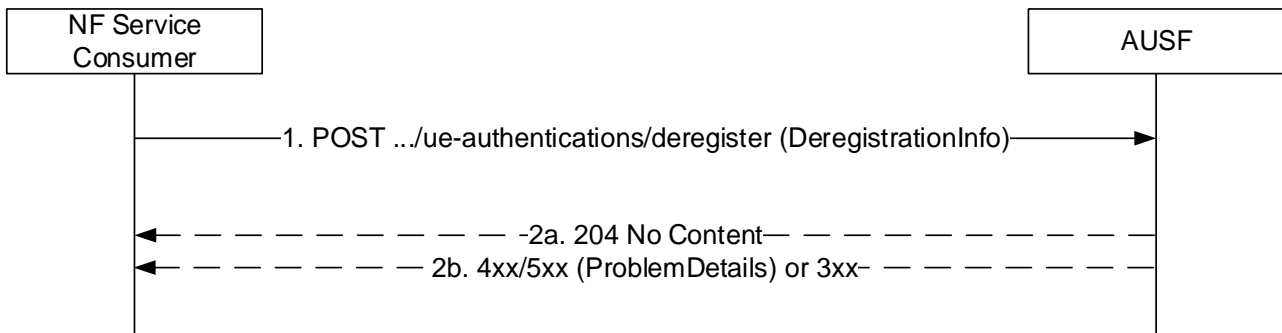 NF Service
Consumer
AUSF
1. POST .../ue-authentications/deregister (DeregistrationInfo)
2a. 204 No Content
2b. 4xx/5xx (ProblemDetails) or 3xx